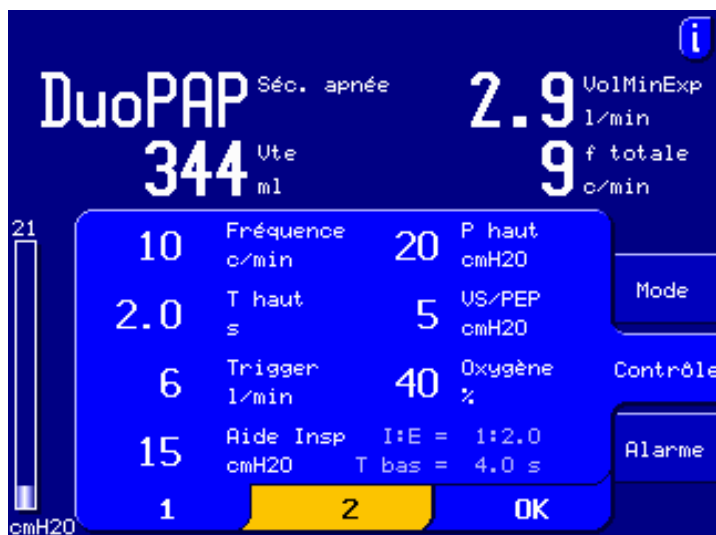 i
DuoPAP Séc. apnée 2.9 VolMinExp
l/min
344 Vte 9 f totale
ml c/min
21
10 Fréquence 20 P haut
c/min cmH2O
Mode
2.0 T haut 5 VS/PEP
s cmH2O
6 Trigger 40 Oxygène Contrôle
l/min %
15 Aide Insp I:E = 1:2.0 Alarme
cmH2O T bas = 4.0 s
1 2 OK
cmH2O